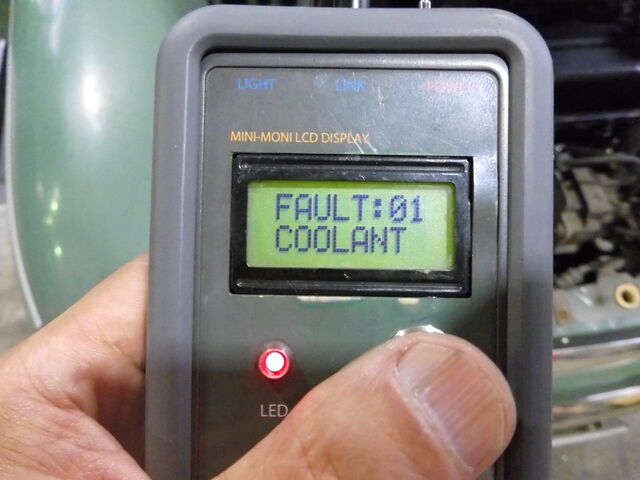 LIGHT LINK POWER
MINI-MONI LCD DISPLAY
FAULT:01
COOLANT
LED